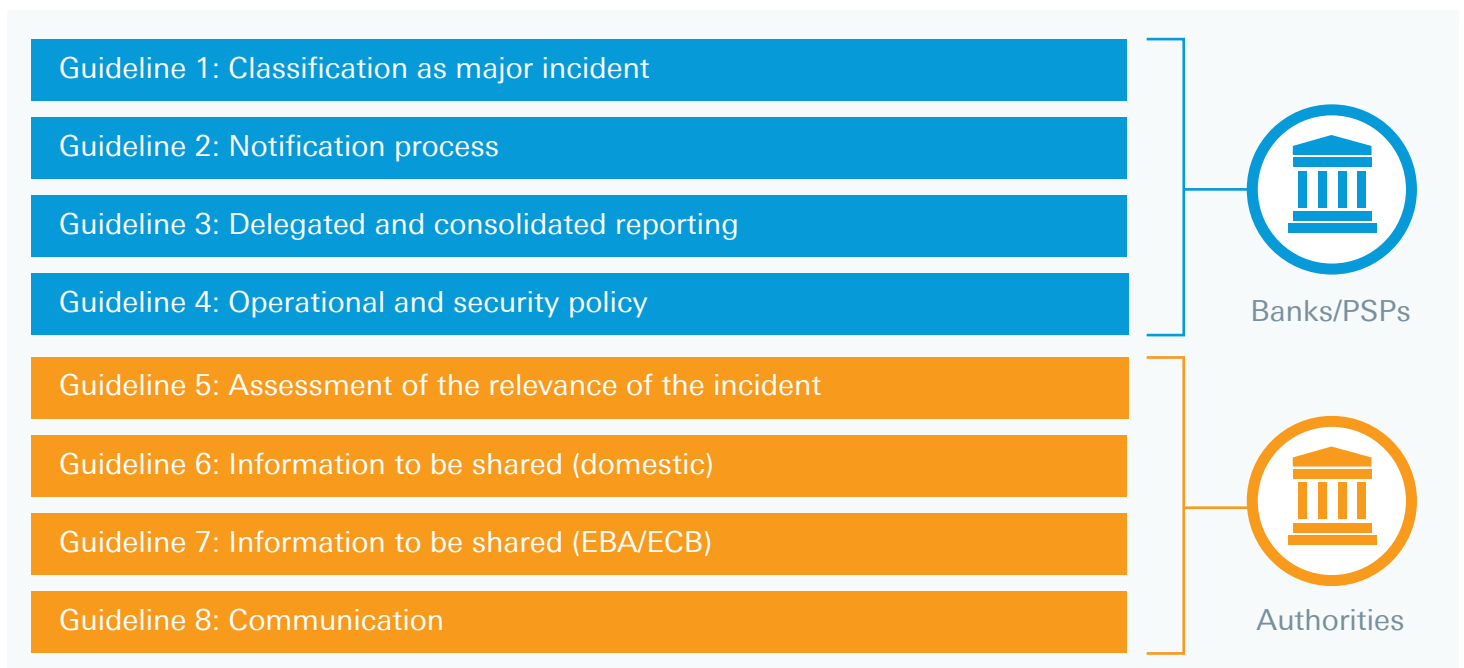 Guideline 1: Classification as major incident
Guideline 2: Notification process
Guideline 3: Delegated and consolidated reporting
Guideline 4: Operational and security policy
Banks/PSPs
Guideline 5: Assessment of the relevance of the incident
Guideline 6: Information to be shared (domestic)
Guideline 7: Information to be shared (EBA/ECB)
Guideline 8: Communication
Authorities